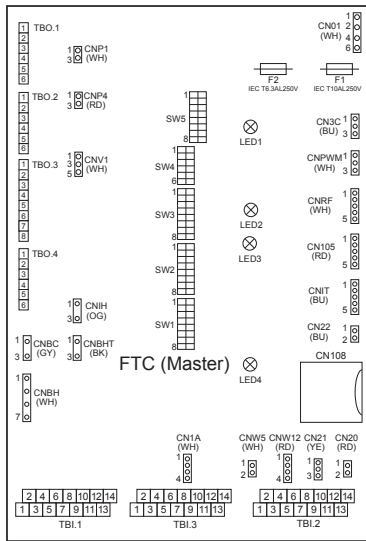 TBO.1
1
2
3
4
5
6
CNP1
(WH)
1
3
CN01
(WH)
1
2
4
6
F2
IEC T6.3AL250V
F1
IEC T10AL250V
TBO.2
1
2
3
4
5
6
CNP4
(RD)
1
3
SW5
1
8
LED1
CN3C
(BU)
1
3
TBO.3
1
2
3
4
5
6
7
8
CNV1
(WH)
1
3
5
SW4
1
6
CNPWM
(WH)
1
3
SW3
1
8
LED2
CNRF
(WH)
1
5
TBO.4
1
2
3
4
5
6
SW2
1
8
LED3
CN105
(RD)
1
5
CNIH
(OG)
1
3
SW1
1
8
CNIT
(BU)
1
5
CNBC
(GY)
1
3
CNBHT
(BK)
1
3
CN22
(BU)
1
2
FTC (Master)
LED4
CN108
CNBH
(WH)
1
7
CN1A
(WH)
1
4
CNW5
(WH)
1
2
CNW12
(RD)
1
4
CN21
(YE)
1
3
CN20
(RD)
1
2
2 4 6 8 10 12 14
1 3 5 7 9 11 13
TBI.1
2 4 6 8 10 12 14
1 3 5 7 9 11 13
TBI.3
2 4 6 8 10 12 14
1 3 5 7 9 11 13
TBI.2